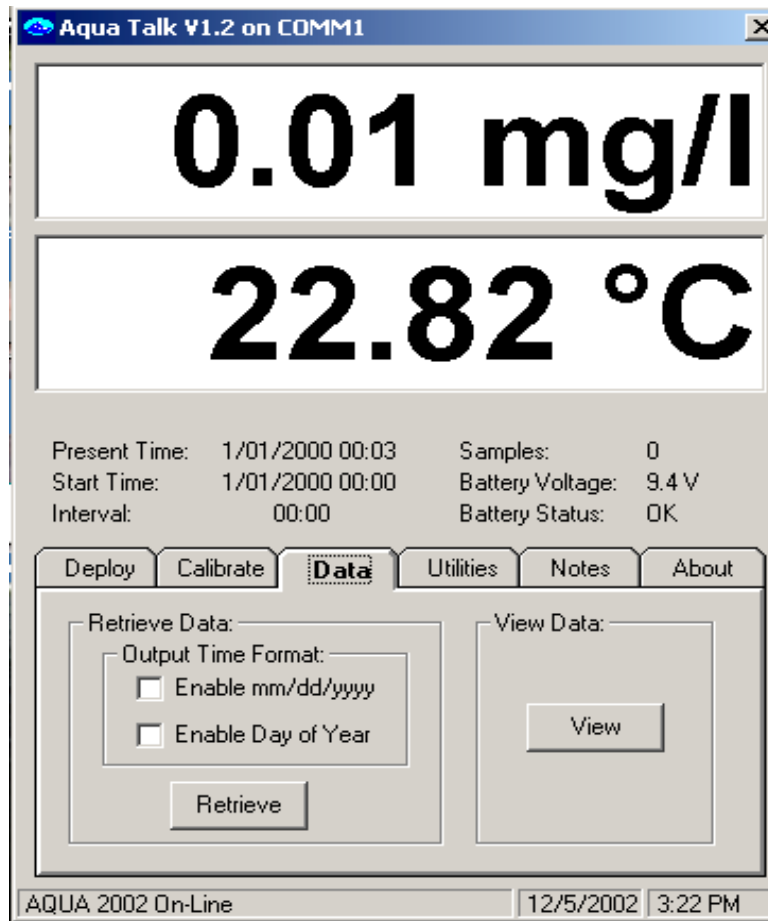 Aqua Talk V1.2 on COMM1
0.01 mg/l
22.82 °C
Present Time: 1/01/2000 00:03 Samples: 0
Start Time: 1/01/2000 00:00 Battery Voltage: 9.4 V
Interval: 00:00 Battery Status: OK
Deploy Calibrate Data Utilities Notes About
Retrieve Data: View Data:
Output Time Format:
Enable mm/dd/yyyy
Enable Day of Year
View
Retrieve
AQUA 2002 On-Line 12/5/2002 3:22 PM